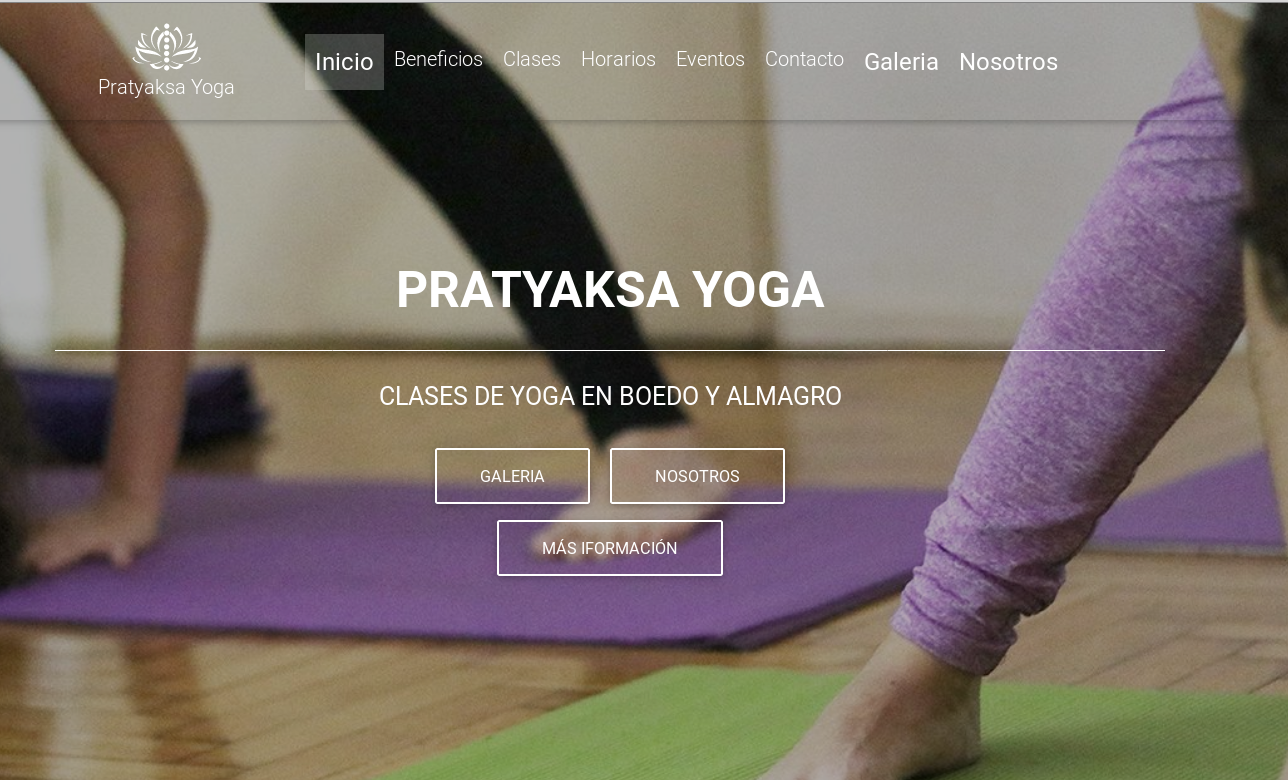 Pratyaksa Yoga
Inicio Beneficios Clases Horarios Eventos Contacto Galeria Nosotros
PRATYAKSA YOGA
CLASES DE YOGA EN BOEDO Y ALMAGRO
GALERIA NOSOTROS
MÁS IFORMACIÓN